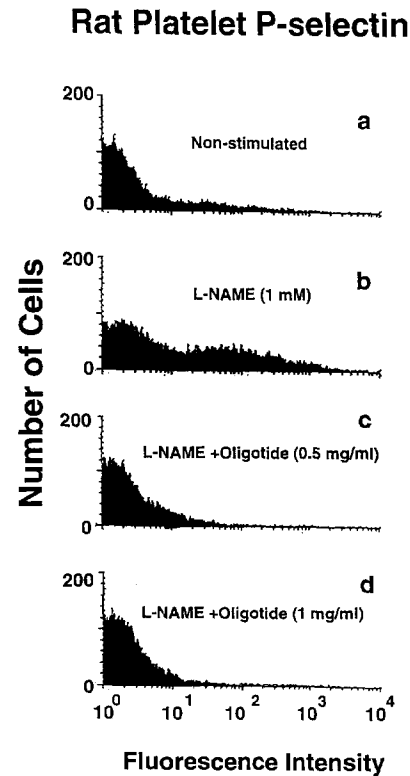 Rat Platelet P-selectin
Number of Cells
200
a
Non-stimulated
0
200
b
L-NAME (1 mM)
0
200
c
L-NAME +Oligotide (0.5 mg/ml)
0
200
d
L-NAME +Oligotide (1 mg/ml)
0
10^0 10^1 10^2 10^3 10^4
Fluorescence Intensity